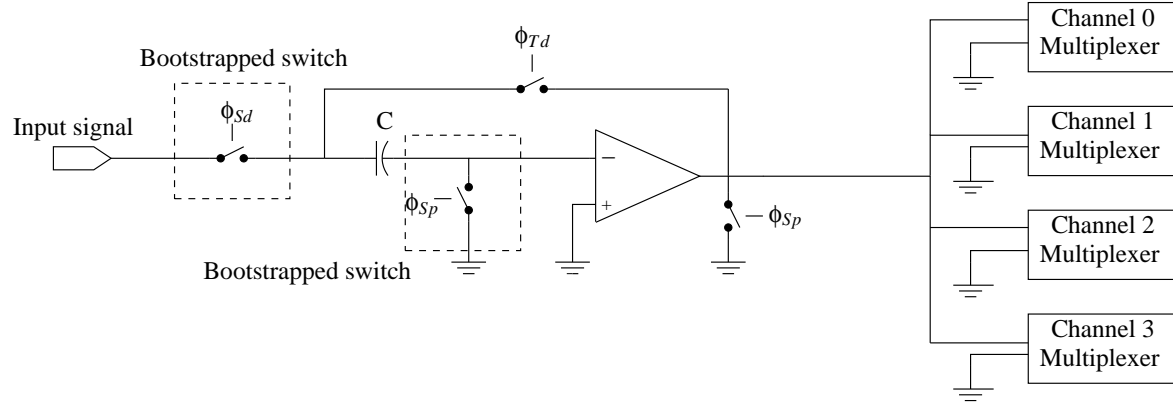 Channel 0
Multiplexer
ϕTd
Bootstrapped switch
ϕSd
Input signal
C
Channel 1
Multiplexer
−
ϕSp
+
ϕSp
Bootstrapped switch
Channel 2
Multiplexer
Channel 3
Multiplexer